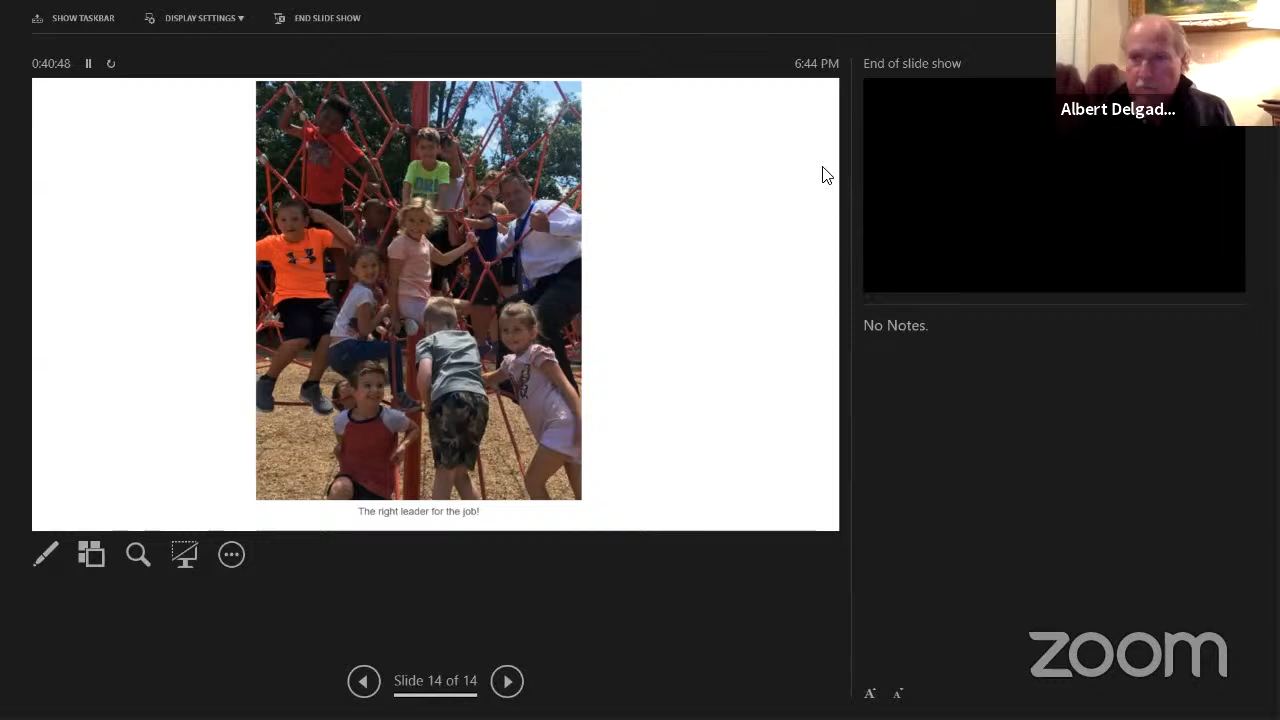 SHOW TASKBAR
DISPLAY SETTINGS ▾
END SLIDE SHOW
0:40:48
6:44 PM
End of slide show
Albert Delgad...
The right leader for the job!
No Notes.
Slide 14 of 14
zoom